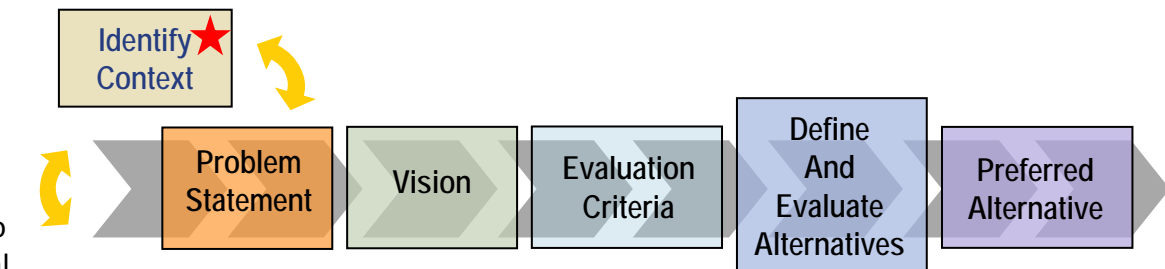 Identify
Context
Problem
Statement
Vision
Evaluation
Criteria
Define
And
Evaluate
Alternatives
Preferred
Alternative